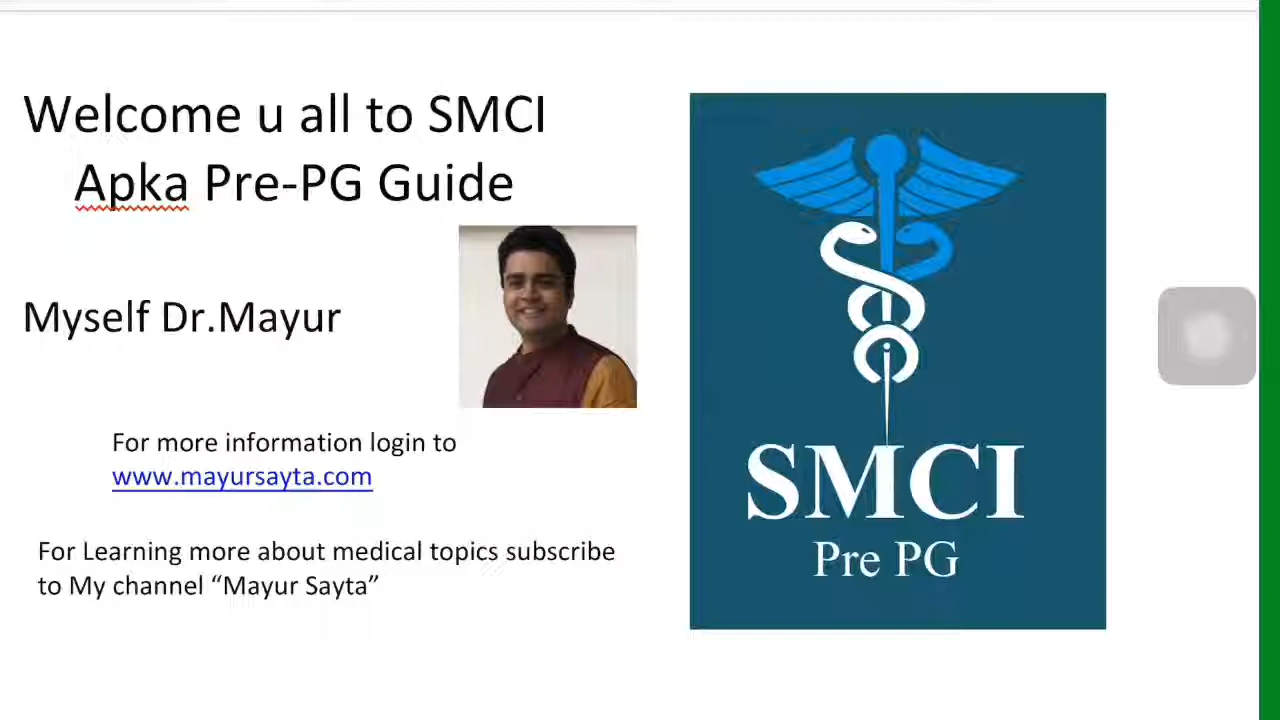 Welcome u all to SMCI
Apka Pre-PG Guide
Myself Dr.Mayur
For more information login to
www.mayursayta.com
For Learning more about medical topics subscribe
to My channel “Mayur Sayta”
SMCI
Pre PG